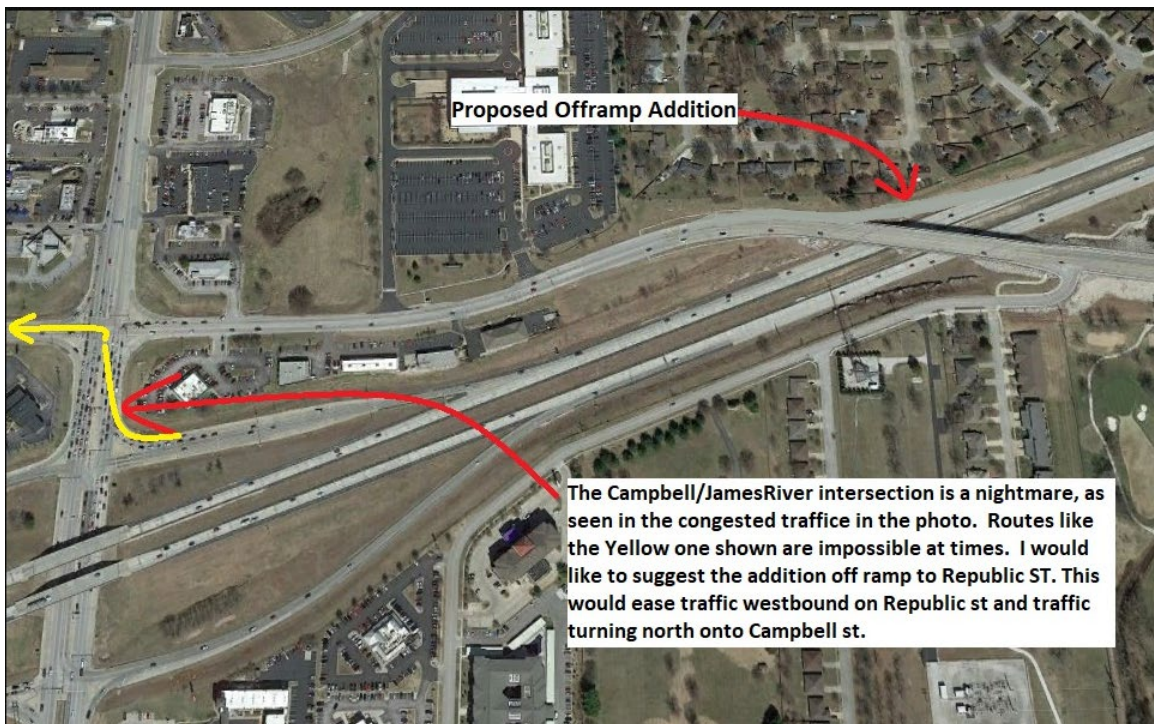 Proposed Offramp Addition
The Campbell/JamesRiver intersection is a nightmare, as
seen in the congested traffice in the photo.  Routes like
the Yellow one shown are impossible at times.  I would
like to suggest the addition off ramp to Republic ST. This
would ease traffic westbound on Republic st and traffic
turning north onto Campbell st.